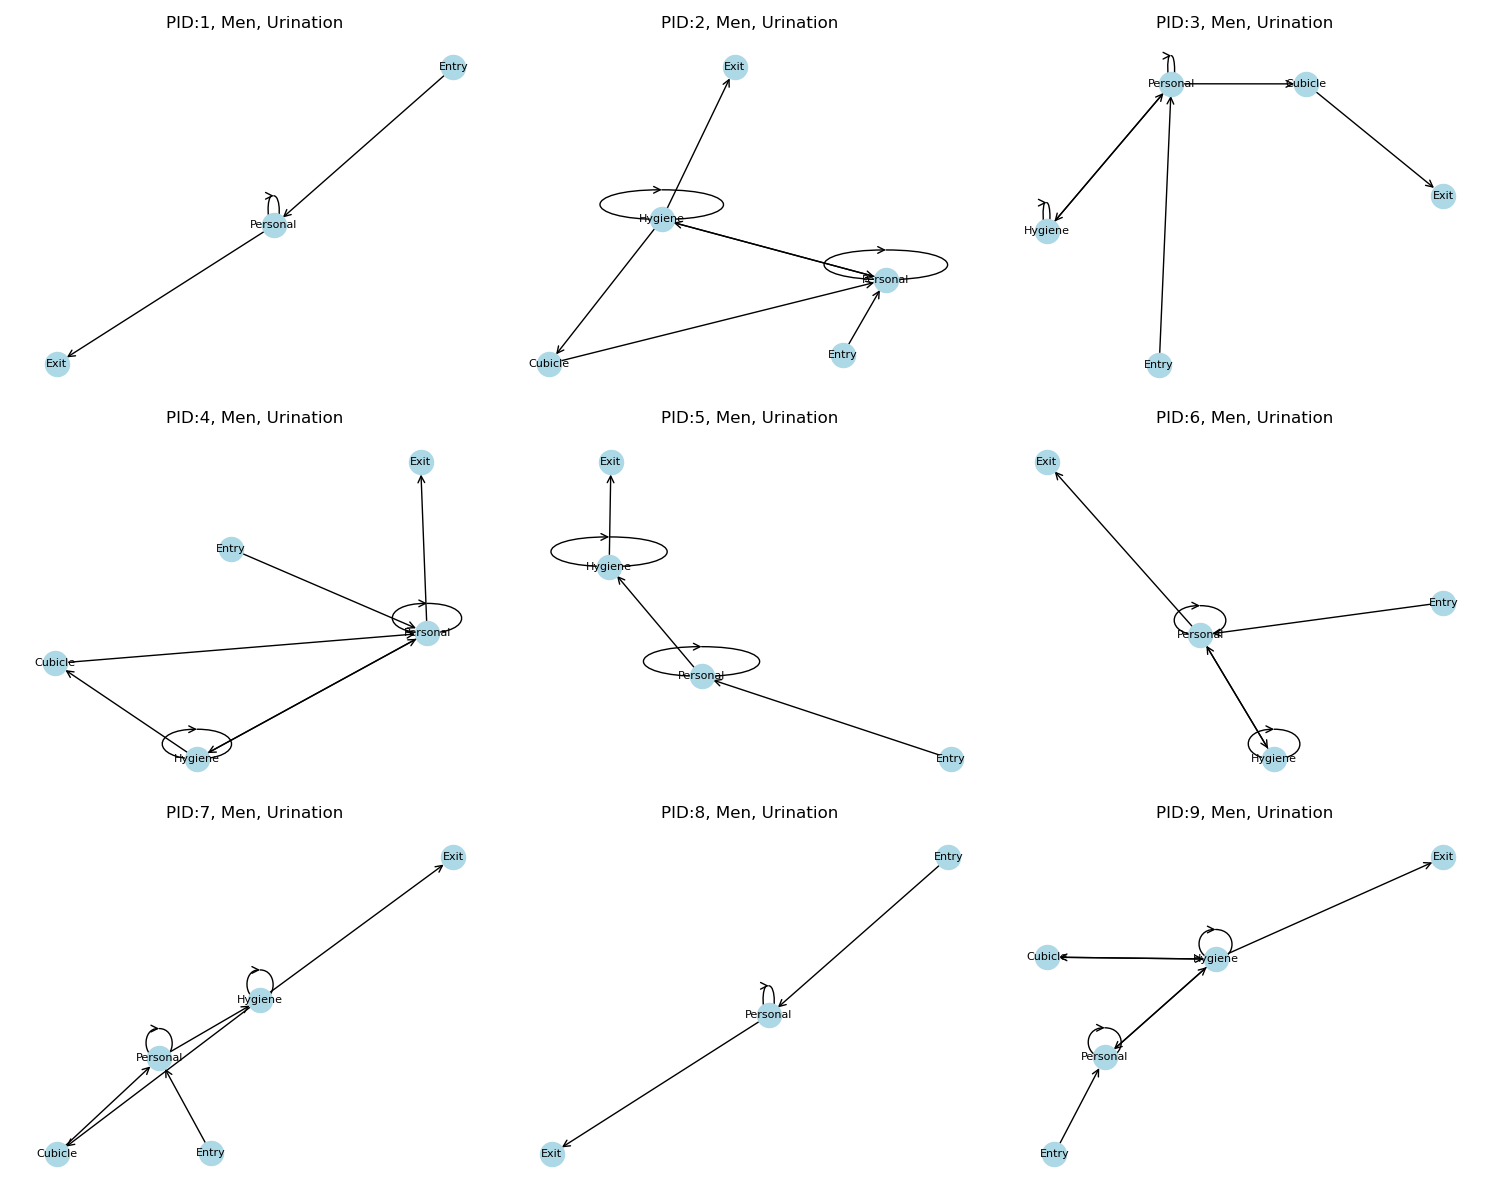 PID:1, Men, Urination
Entry
Personal
Exit
PID:2, Men, Urination
Exit
Hygiene
Personal
Entry
Cubicle
PID:3, Men, Urination
Personal
Cubicle
Exit
Hygiene
Entry
PID:4, Men, Urination
Exit
Entry
Personal
Cubicle
Hygiene
PID:5, Men, Urination
Exit
Hygiene
Personal
Entry
PID:6, Men, Urination
Exit
Entry
Personal
Hygiene
PID:7, Men, Urination
Exit
Hygiene
Personal
Cubicle
Entry
PID:8, Men, Urination
Entry
Personal
Exit
PID:9, Men, Urination
Exit
Cubicle
Hygiene
Personal
Entry